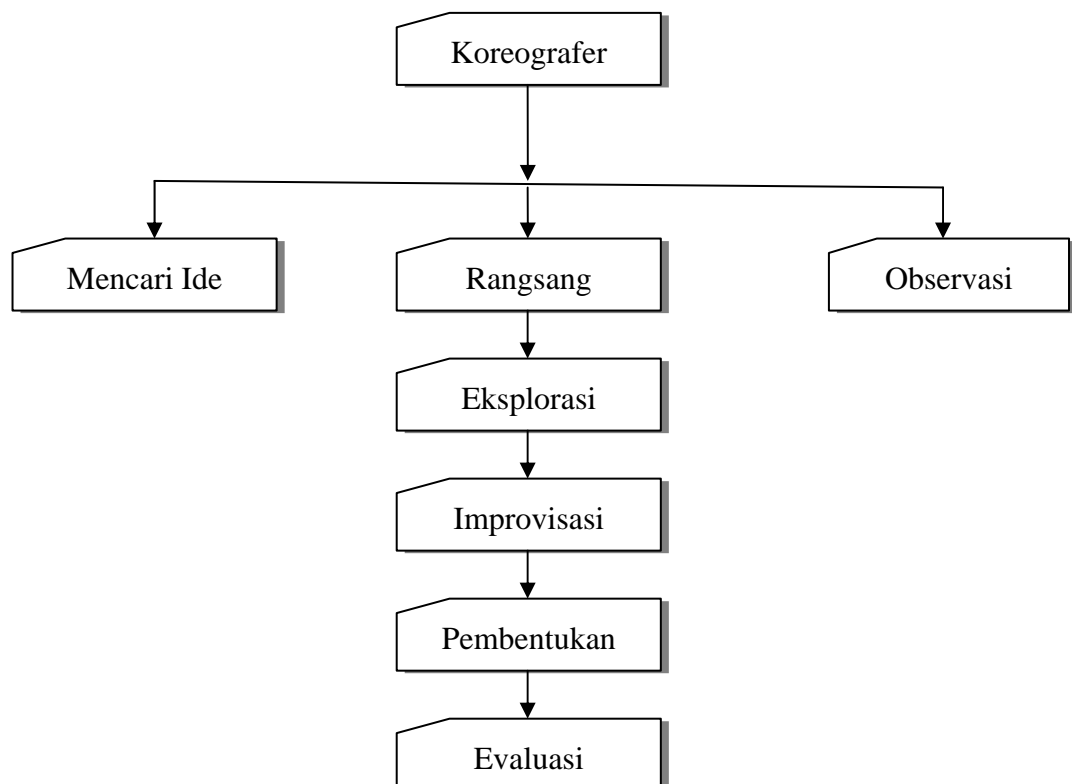 Koreografer
Mencari Ide
Rangsang
Observasi
Eksplorasi
Improvisasi
Pembentukan
Evaluasi